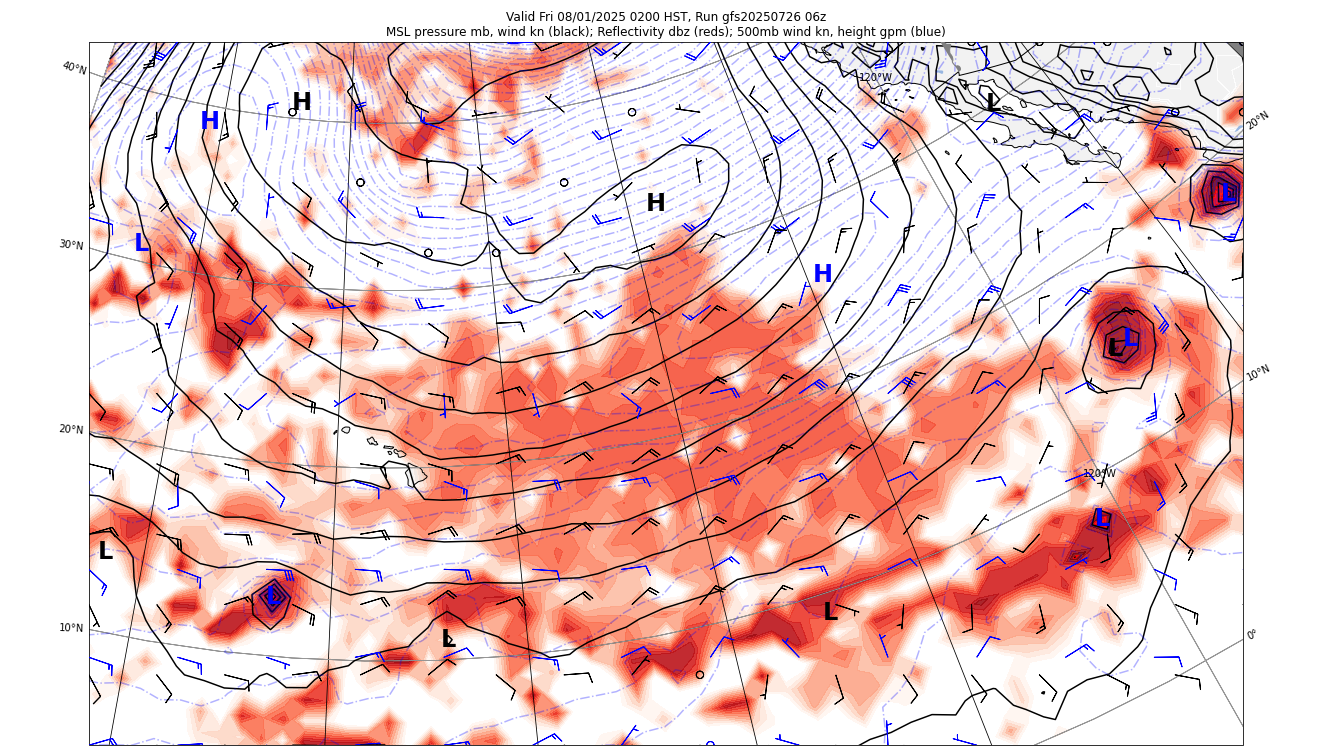 Valid Fri 08/01/2025 0200 HST, Run gfs20250726 06z
MSL pressure mb, wind kn (black); Reflectivity dbz (reds); 500mb wind kn, height gpm (blue)
40°N
120°W
H
L
H
20°N
L
H
30°N
L
H
L
L
10°N
20°N
120°W
L
L
L
10°N
L
L
0°